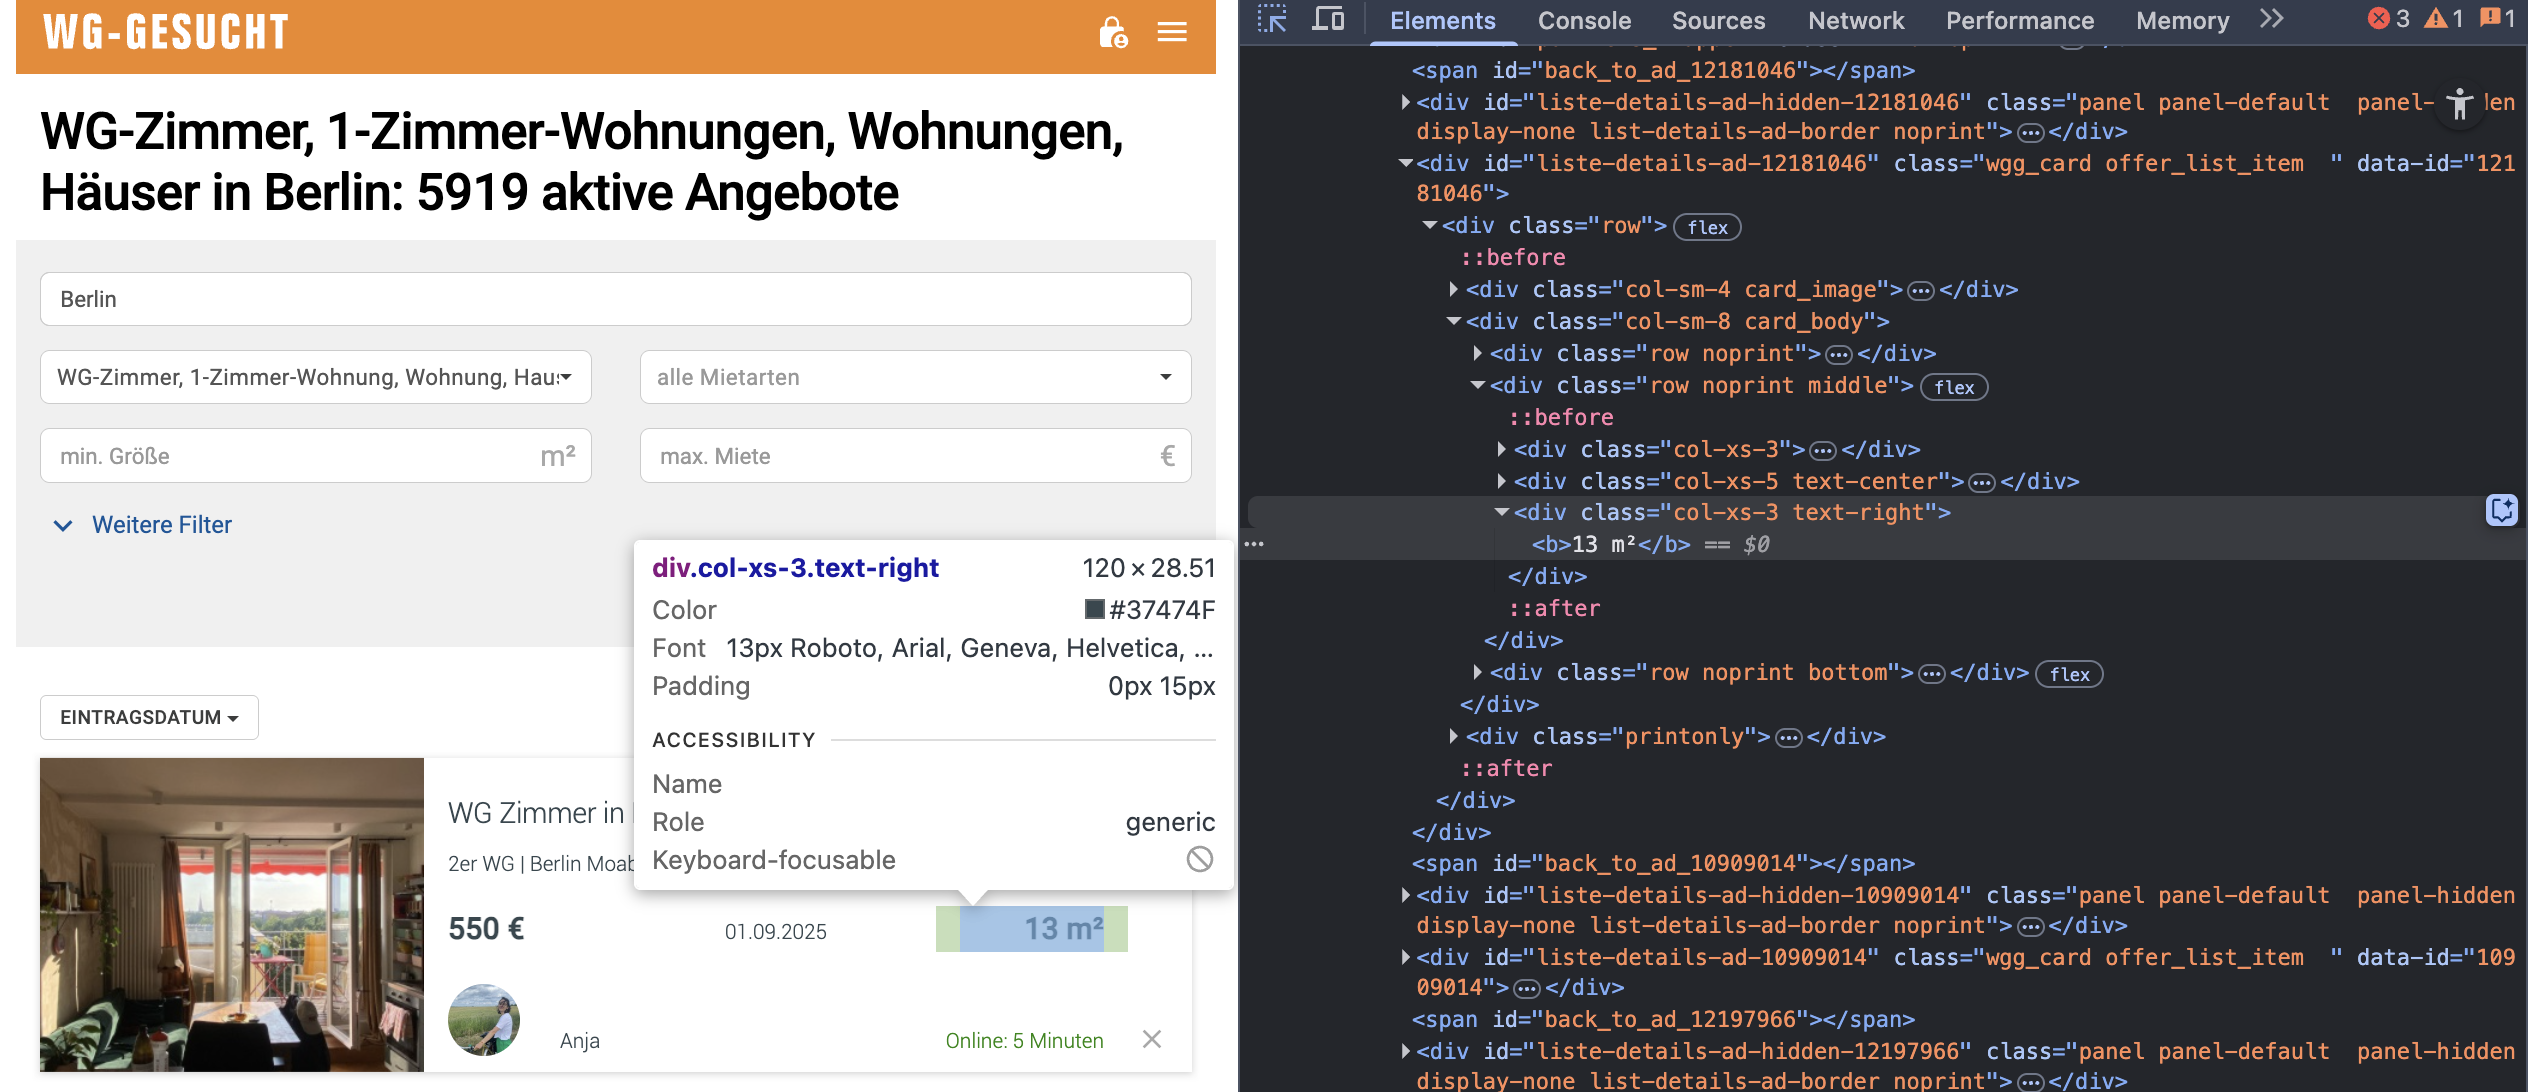 WG-GESUCHT
WG-Zimmer, 1-Zimmer-Wohnungen, Wohnungen,
Häuser in Berlin: 5919 aktive Angebote
Berlin
WG-Zimmer, 1-Zimmer-Wohnung, Wohnung, Haus
alle Mietarten
min. Größe m²
max. Miete €
Weitere Filter
div.col-xs-3.text-right 120 × 28.51
Color #37474F
Font 13px Roboto, Arial, Geneva, Helvetica, ...
Padding 0px 15px
ACCESSIBILITY
Name
Role generic
Keyboard-focusable
EINTRAGSDATUM
WG Zimmer in
2er WG | Berlin Moab
550 €
01.09.2025
13 m²
Anja
Online: 5 Minuten
Elements Console Sources Network Performance Memory 3 1 1
<span id="back_to_ad_12181046"></span>
<div id="liste-details-ad-hidden-12181046" class="panel panel-default  panel-
display-none list-details-ad-border noprint">…</div>
<div id="liste-details-ad-12181046" class="wgg_card offer_list_item  " data-id="121
81046">
<div class="row"> flex
::before
<div class="col-sm-4 card_image">…</div>
<div class="col-sm-8 card_body">
<div class="row noprint">…</div>
<div class="row noprint middle"> flex
::before
<div class="col-xs-3">…</div>
<div class="col-xs-5 text-center">…</div>
<div class="col-xs-3 text-right">
… <b>13 m²</b> == $0
</div>
::after
</div>
<div class="row noprint bottom">…</div> flex
</div>
<div class="printonly">…</div>
::after
</div>
</div>
<span id="back_to_ad_10909014"></span>
<div id="liste-details-ad-hidden-10909014" class="panel panel-default  panel-hidden
display-none list-details-ad-border noprint">…</div>
<div id="liste-details-ad-10909014" class="wgg_card offer_list_item  " data-id="109
09014">…</div>
<span id="back_to_ad_12197966"></span>
<div id="liste-details-ad-hidden-12197966" class="panel panel-default  panel-hidden
display-none list-details-ad-border noprint">…</div>